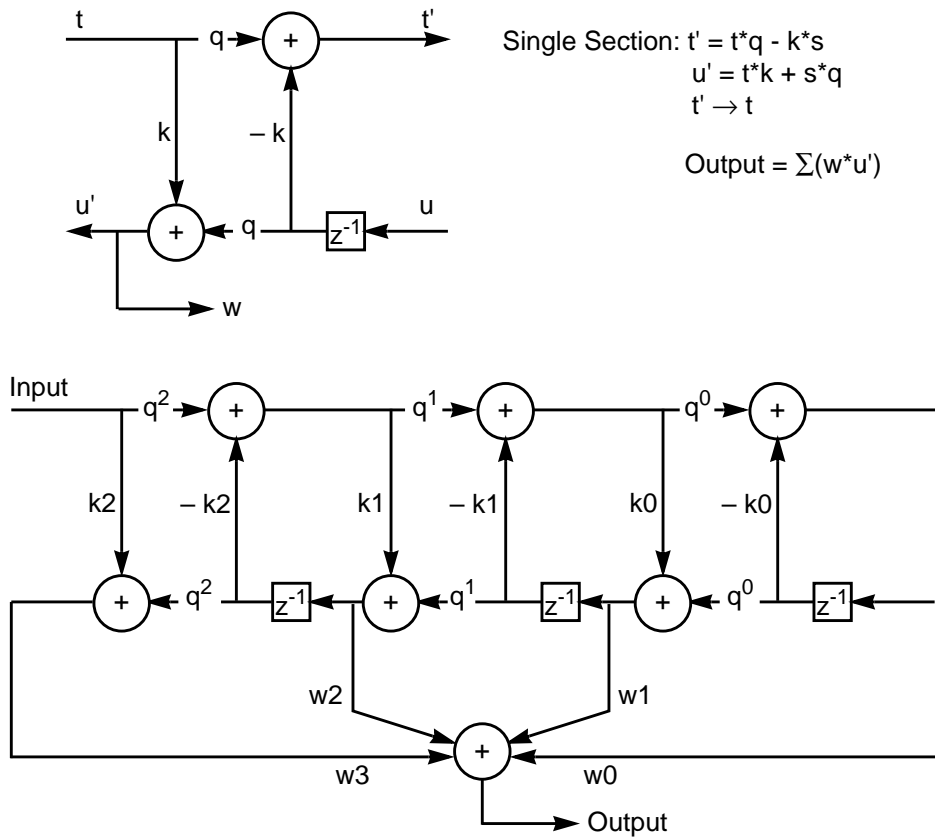 t
q
+
t'
Single Section: t' = t*q - k*s
u' = t*k + s*q
t' → t
k
– k
Output = ∑(w*u')
u'
+
q
z⁻¹
u
w
Input
q²
+
q¹
+
q⁰
+
k2
– k2
k1
– k1
k0
– k0
+
q²
z⁻¹
+
q¹
z⁻¹
+
q⁰
z⁻¹
w2
w1
+
w3
w0
Output